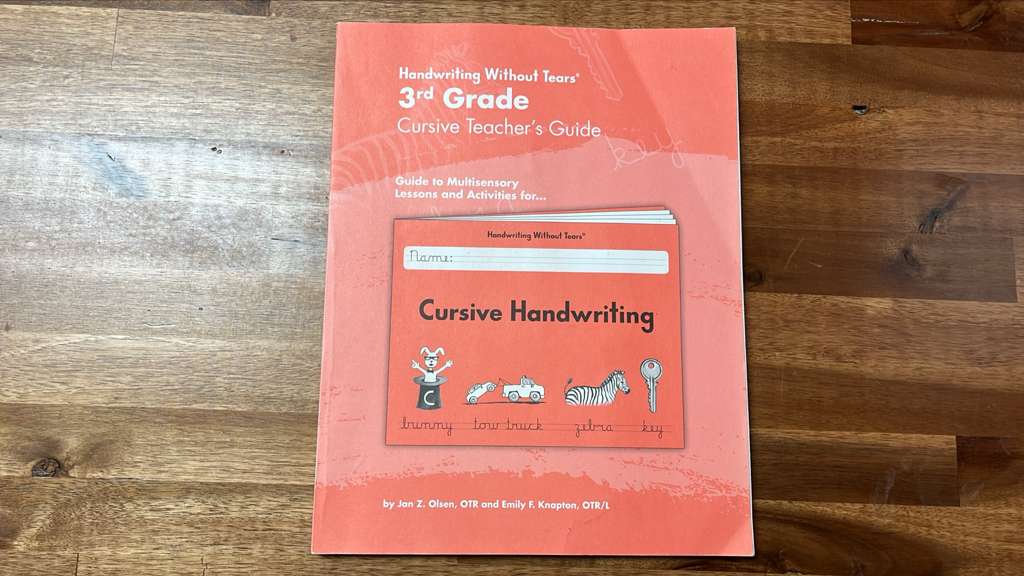 Handwriting Without Tears®
3rd Grade
Cursive Teacher's Guide
key
Guide to Multisensory
Lessons and Activities for...
Handwriting Without Tears®
Name:
Cursive Handwriting
C
bunny tow truck zebra key
by Jan Z. Olsen, OTR and Emily F. Knapton, OTR/L